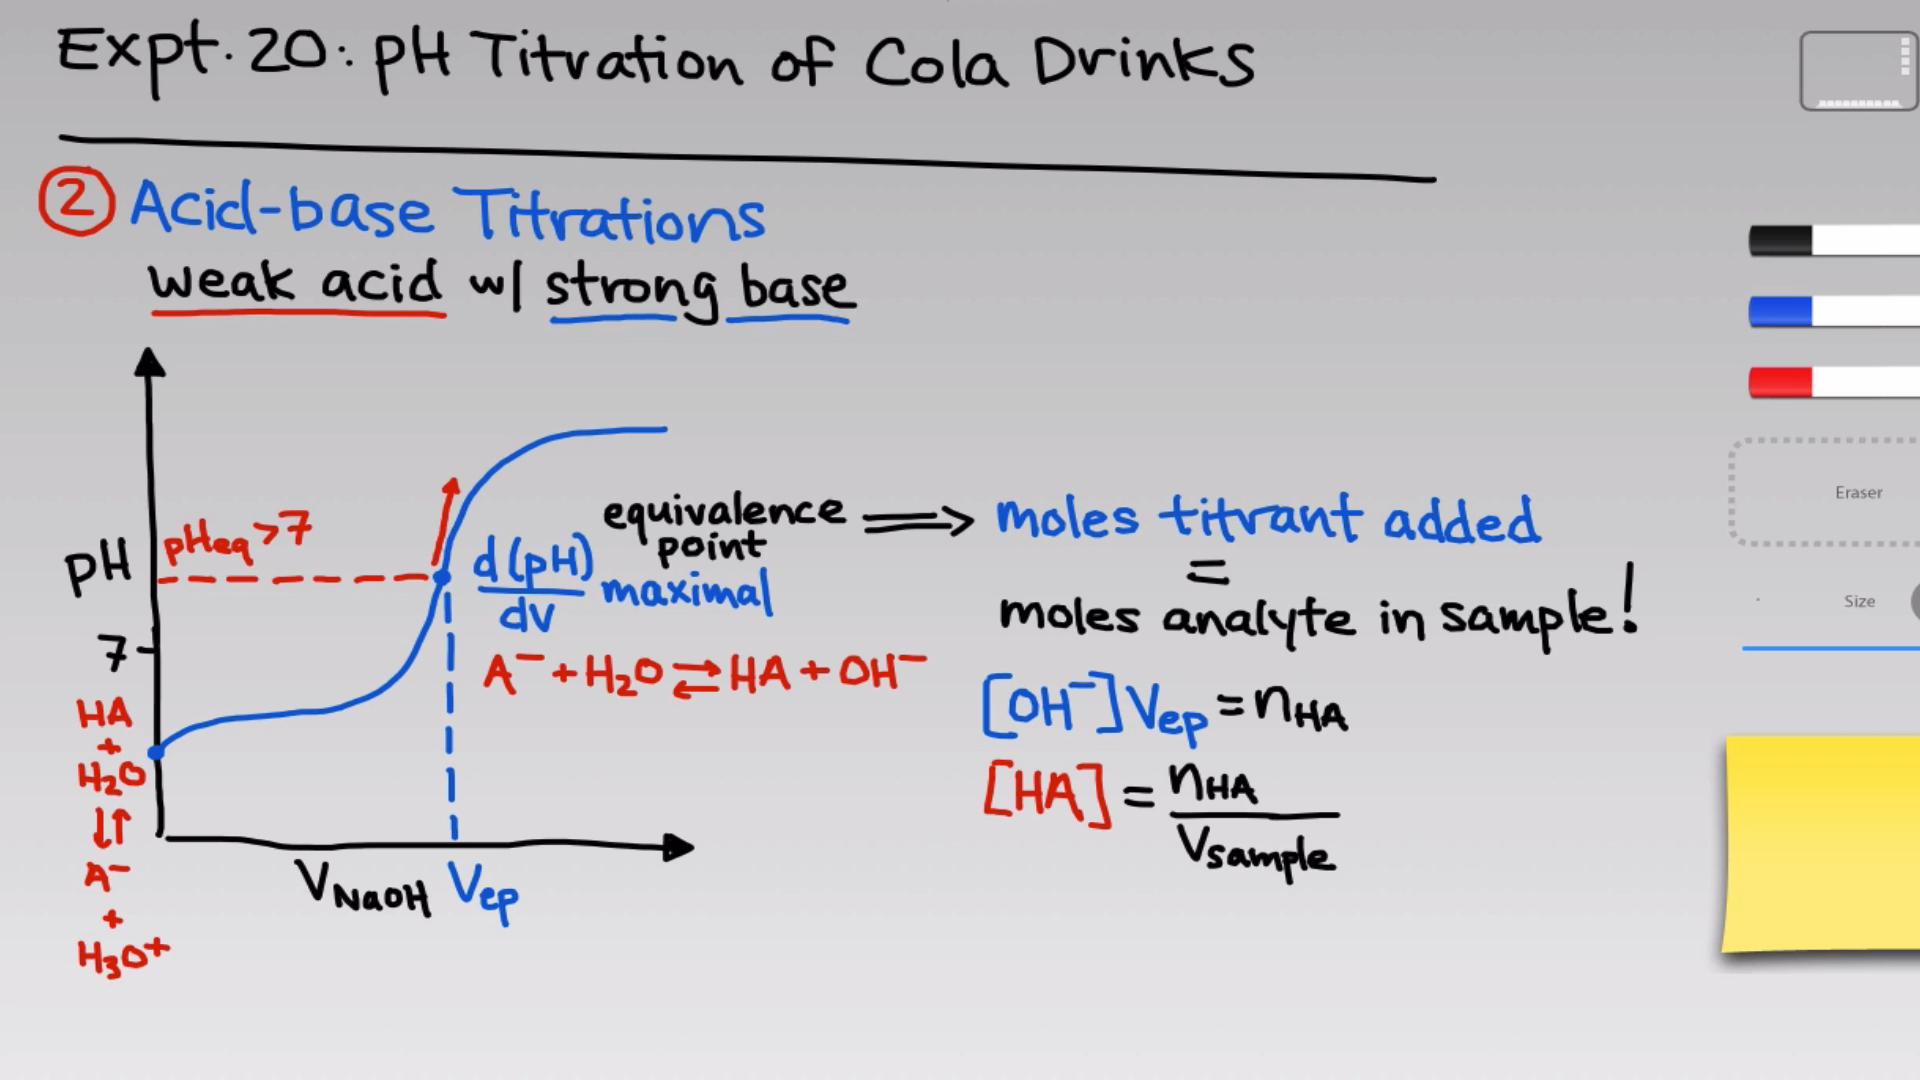 Expt. 20: pH Titration of Cola Drinks
2 Acid-base Titrations
weak acid w/ strong base
pH
7
pHeq > 7
HA
+
H₂O
⇃↾
A⁻
+
H₃O⁺
VNaOH Vep
equivalence point
d(pH)/dV maximal
A⁻ + H₂O ⇌ HA + OH⁻
⟹ moles titrant added
=
moles analyte in sample!
[OH⁻]Vep = nHA
[HA] = nHA/Vsample
Eraser
Size